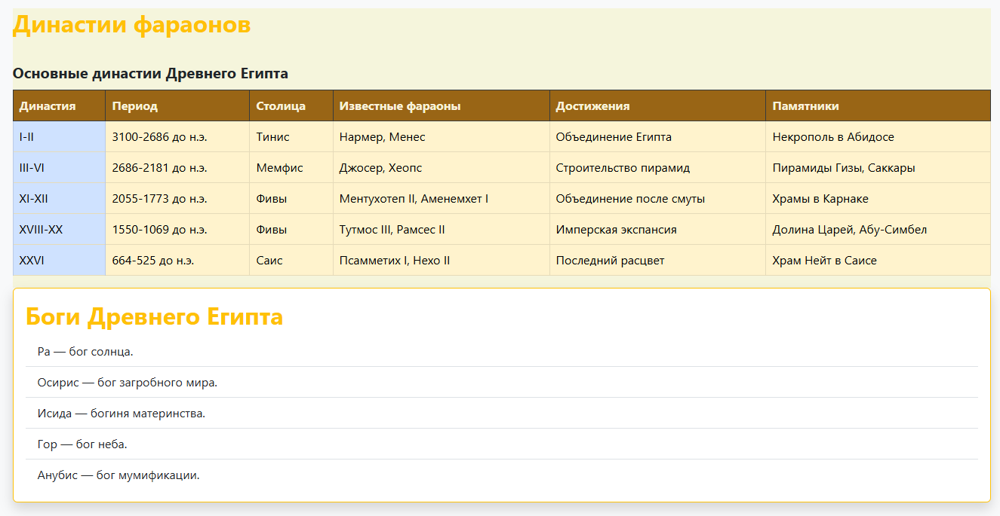 Династии фараонов
Основные династии Древнего Египта
Династия Период Столица Известные фараоны Достижения Памятники
I-II 3100-2686 до н.э. Тинис Нармер, Менес Объединение Египта Некрополь в Абидосе
III-VI 2686-2181 до н.э. Мемфис Джосер, Хеопс Строительство пирамид Пирамиды Гизы, Саккары
XI-XII 2055-1773 до н.э. Фивы Ментухотеп II, Аменемхет I Объединение после смуты Храмы в Карнаке
XVIII-XX 1550-1069 до н.э. Фивы Тутмос III, Рамсес II Имперская экспансия Долина Царей, Абу-Симбел
XXVI 664-525 до н.э. Саис Псамметих I, Нехо II Последний расцвет Храм Нейт в Саисе
Боги Древнего Египта
Ра — бог солнца.
Осирис — бог загробного мира.
Исида — богиня материнства.
Гор — бог неба.
Анубис — бог мумификации.